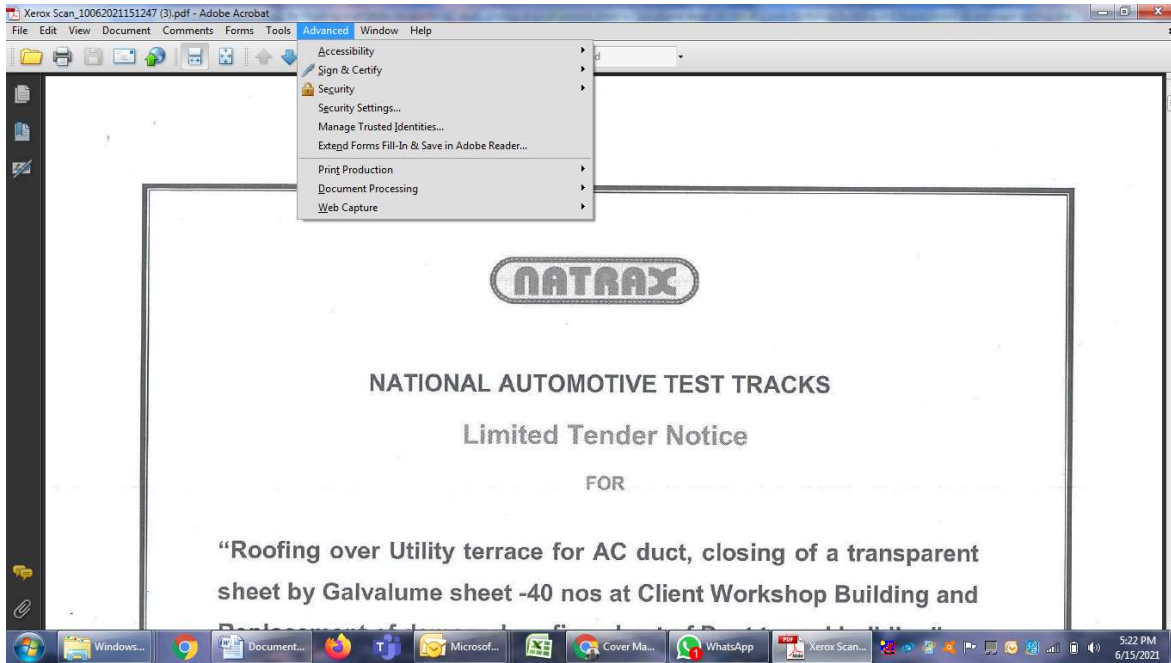 Xerox Scan_10062021151247 (3).pdf - Adobe Acrobat
File Edit View Document Comments Forms Tools Advanced Window Help
Accessibility
Sign & Certify
Security
Security Settings...
Manage Trusted Identities...
Extend Forms Fill-In & Save in Adobe Reader...
Print Production
Document Processing
Web Capture
NATRAX
NATIONAL AUTOMOTIVE TEST TRACKS
Limited Tender Notice
FOR
“Roofing over Utility terrace for AC duct, closing of a transparent
sheet by Galvalume sheet -40 nos at Client Workshop Building and
Windows... Document... Microsof... Cover Ma... WhatsApp Xerox Scan... 5:22 PM
6/15/2021